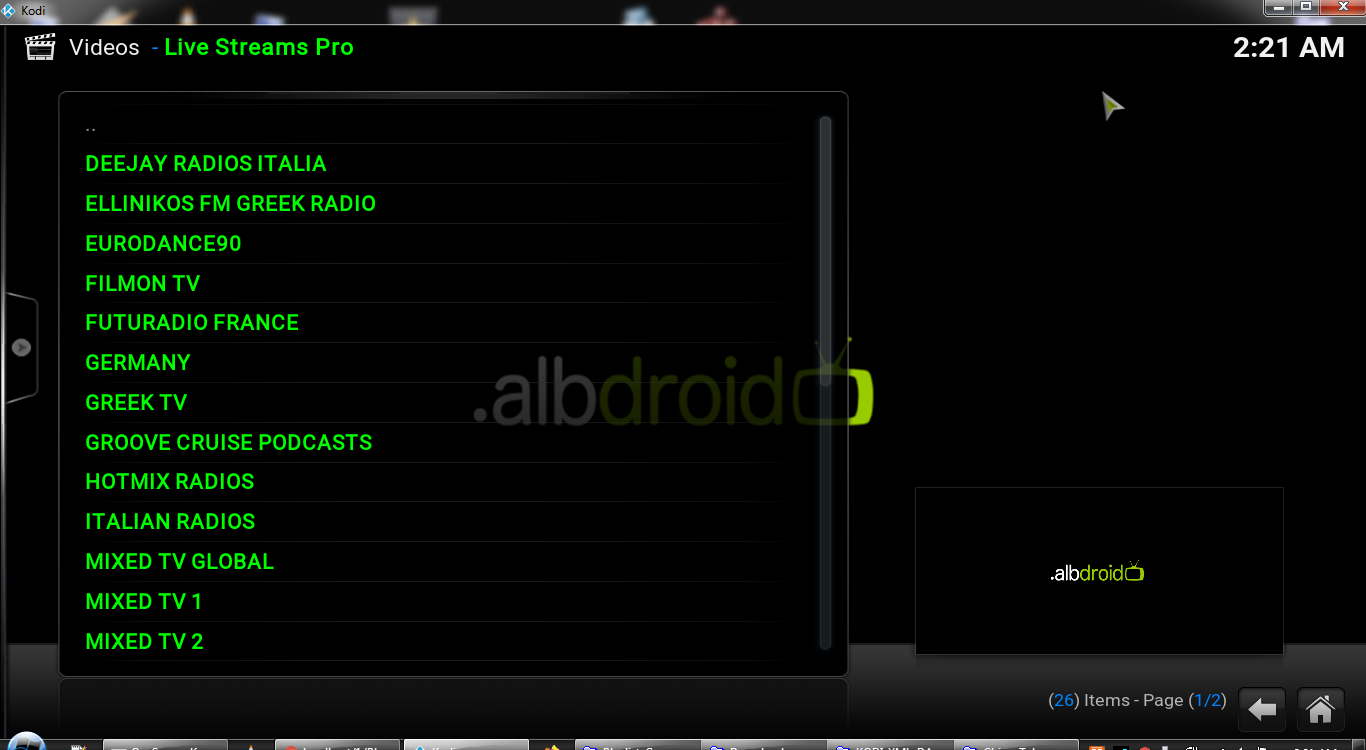 Kodi
Videos - Live Streams Pro
2:21 AM
..
DEEJAY RADIOS ITALIA
ELLINIKOS FM GREEK RADIO
EURODANCE90
FILMON TV
FUTURADIO FRANCE
GERMANY
GREEK TV
GROOVE CRUISE PODCASTS
HOTMIX RADIOS
ITALIAN RADIOS
MIXED TV GLOBAL
MIXED TV 1
MIXED TV 2
.albdroid
.albdroid
(26) Items - Page (1/2)